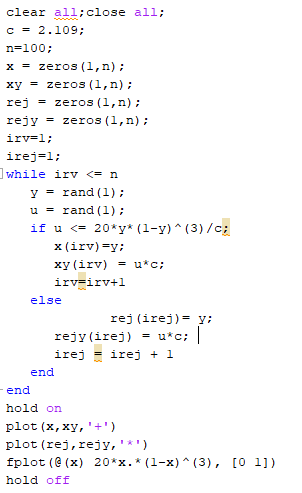 clear all;close all;
c = 2.109;
n=100;
x = zeros(1,n);
xy = zeros(1,n);
rej = zeros(1,n);
rejy = zeros(1,n);
irv=1;
irej=1;
while irv <= n
y = rand(1);
u = rand(1);
if u <= 20*y*(1-y)^(3)/c;
x(irv)=y;
xy(irv) = u*c;
irv=irv+1
else
rej(irej)= y;
rejy(irej) = u*c;
irej = irej + 1
end
end
hold on
plot(x,xy,'+')
plot(rej,rejy,'*')
fplot(@(x) 20*x.*(1-x)^(3), [0 1])
hold off